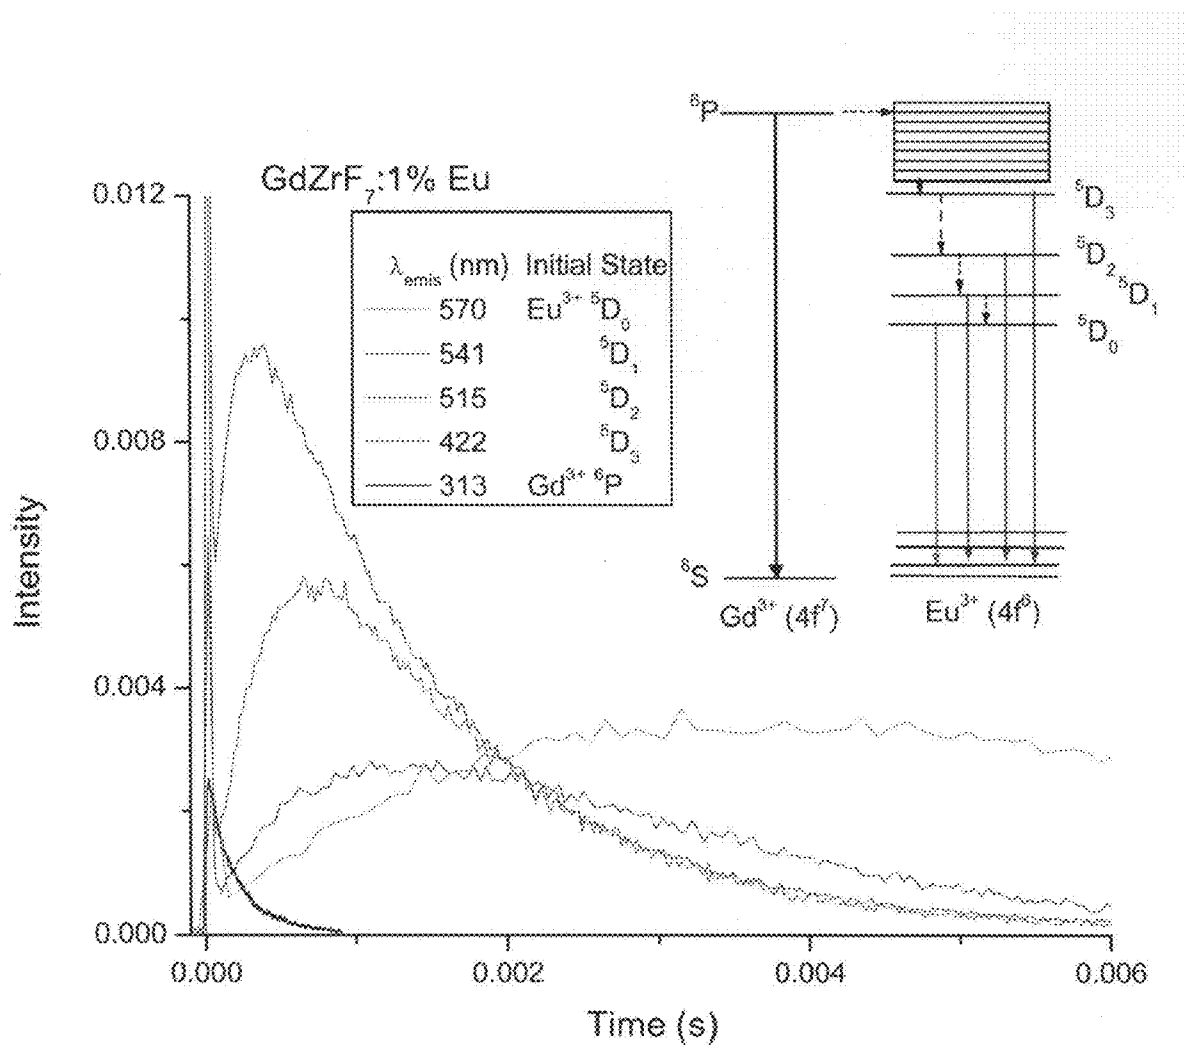 GdZrF₇:1% Eu
λemis (nm) Initial State
570 Eu³⁺ ⁵D₀
541 ⁵D₁
515 ⁵D₂
422 ⁵D₃
313 Gd³⁺ ⁶P
⁶P
⁵D₃
⁵D₂
⁵D₁
⁵D₀
⁶S
Gd³⁺ (4f⁷)
Eu³⁺ (4f⁶)
Intensity
0.012
0.008
0.004
0.000
0.000
0.002
0.004
0.006
Time (s)